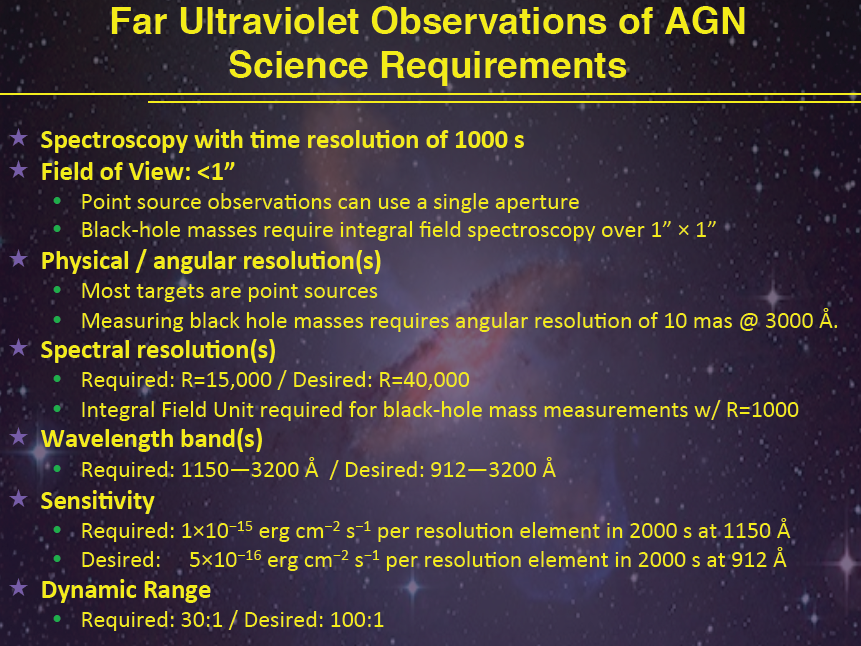 Far Ultraviolet Observations of AGN
Science Requirements
Spectroscopy with time resolution of 1000 s
Field of View: <1”
Point source observations can use a single aperture
Black-hole masses require integral field spectroscopy over 1” × 1”
Physical / angular resolution(s)
Most targets are point sources
Measuring black hole masses requires angular resolution of 10 mas @ 3000 Å.
Spectral resolution(s)
Required: R=15,000 / Desired: R=40,000
Integral Field Unit required for black-hole mass measurements w/ R=1000
Wavelength band(s)
Required: 1150—3200 Å / Desired: 912—3200 Å
Sensitivity
Required: 1×10⁻¹⁵ erg cm⁻² s⁻¹ per resolution element in 2000 s at 1150 Å
Desired: 5×10⁻¹⁶ erg cm⁻² s⁻¹ per resolution element in 2000 s at 912 Å
Dynamic Range
Required: 30:1 / Desired: 100:1